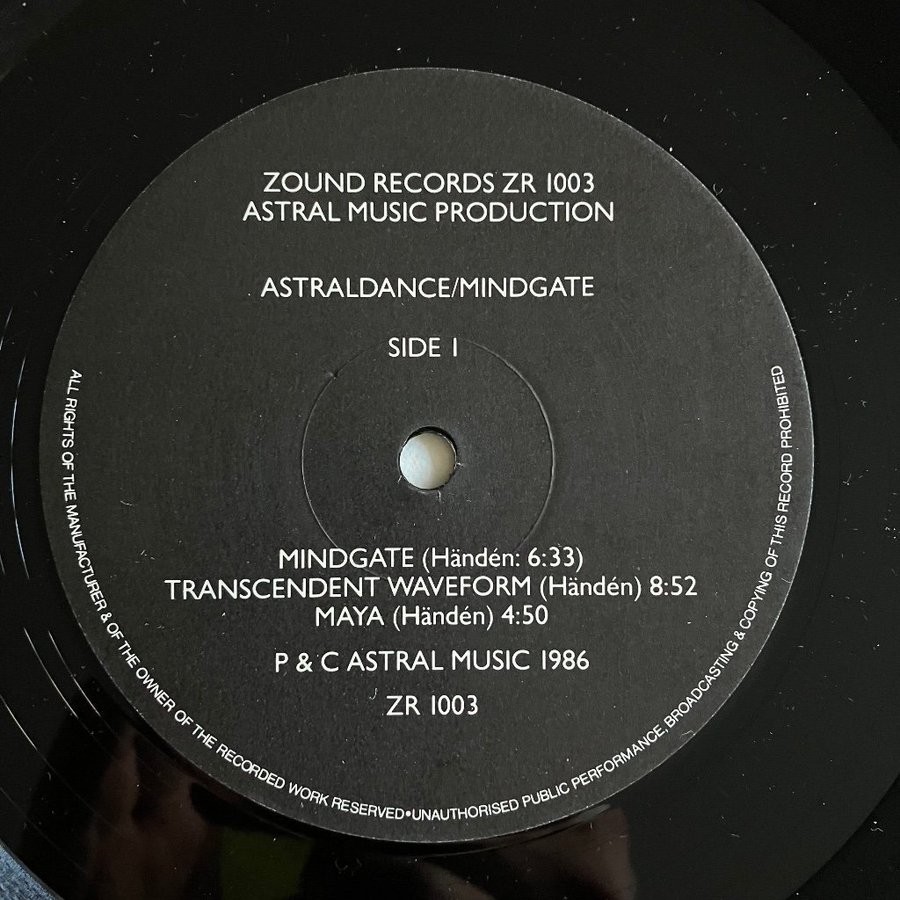 ZOUND RECORDS ZR 1003
ASTRAL MUSIC PRODUCTION
ASTRALDANCE/MINDGATE
SIDE 1
MINDGATE (Händén: 6:33)
TRANSCENDENT WAVEFORM (Händén) 8:52
MAYA (Händén) 4:50
P & C ASTRAL MUSIC 1986
ZR 1003
ALL RIGHTS OF THE MANUFACTURER & OF THE OWNER OF THE RECORDED WORK RESERVED•UNAUTHORISED PUBLIC PERFORMANCE, BROADCASTING & COPYING OF THIS RECORD PROHIBITED